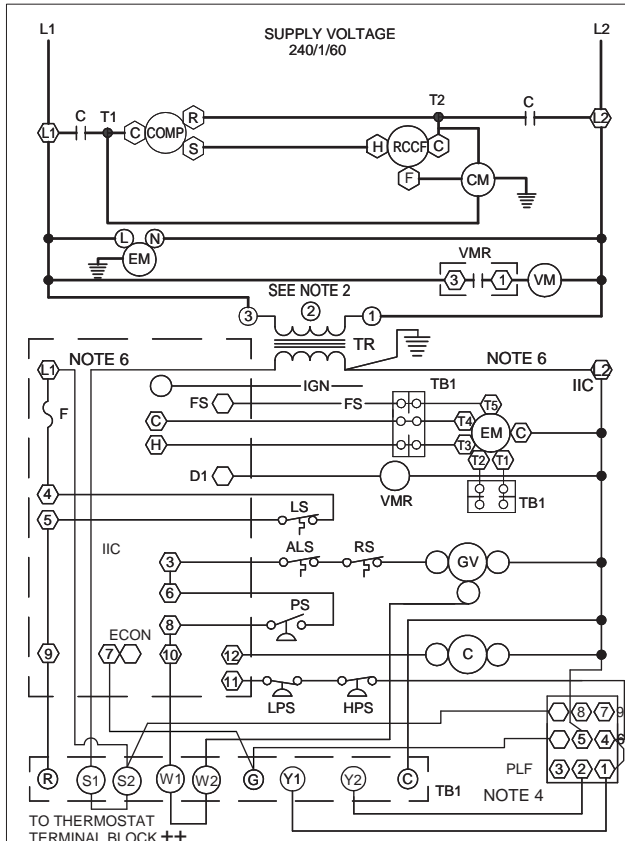 L1 SUPPLY VOLTAGE L2
240/1/60
C T1 R T2 C
L1 C COMP H RCCF C L2
S
F CM
L N
EM VMR
3 1 VM
SEE NOTE 2
3 2 1
TR
NOTE 6 NOTE 6
L1 L2
IGN TB1 IIC
F FS FS T5
C T4 EM C
H T3
T2 T1
D1
VMR TB1
4 LS
5
IIC ALS RS
3 GV
6
8 PS
ECON
9 7 10 12 C
11
LPS HPS
8 7 9
5 4 6
PLF 3 2 1
R S1 S2 W1 W2 G Y1 Y2 C TB1
NOTE 4
TO THERMOSTAT
TERMINAL BLOCK ++